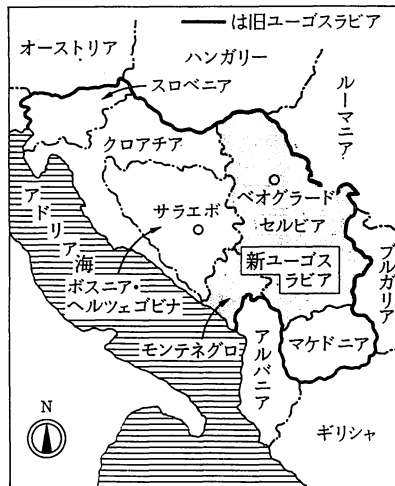 ━━ は旧ユーゴスラビア
オーストリア
ハンガリー
スロベニア
ルーマニア
クロアチア
アドリア海
サラエボ
ベオグラード
セルビア
新ユーゴス
ラビア
ブルガリア
ボスニア・
ヘルツェゴビナ
モンテネグロ
アルバニア
マケドニア
ギリシャ
N